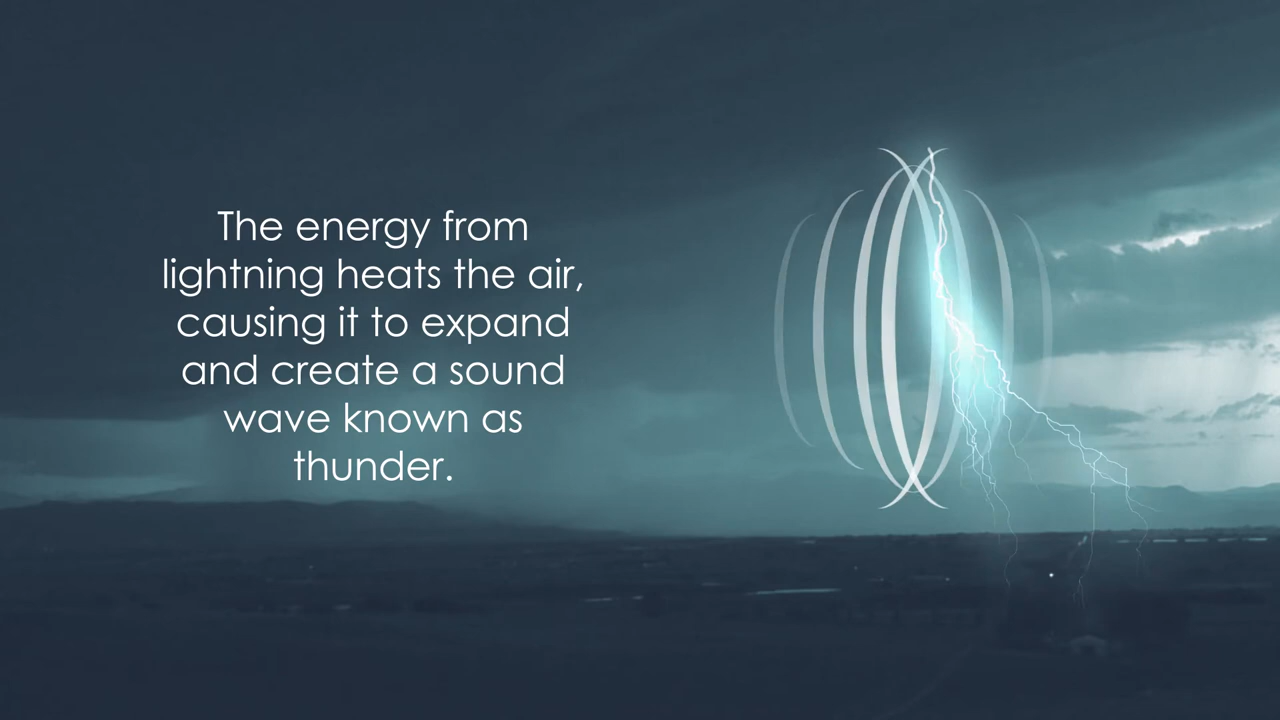 The energy from
lightning heats the air,
causing it to expand
and create a sound
wave known as
thunder.